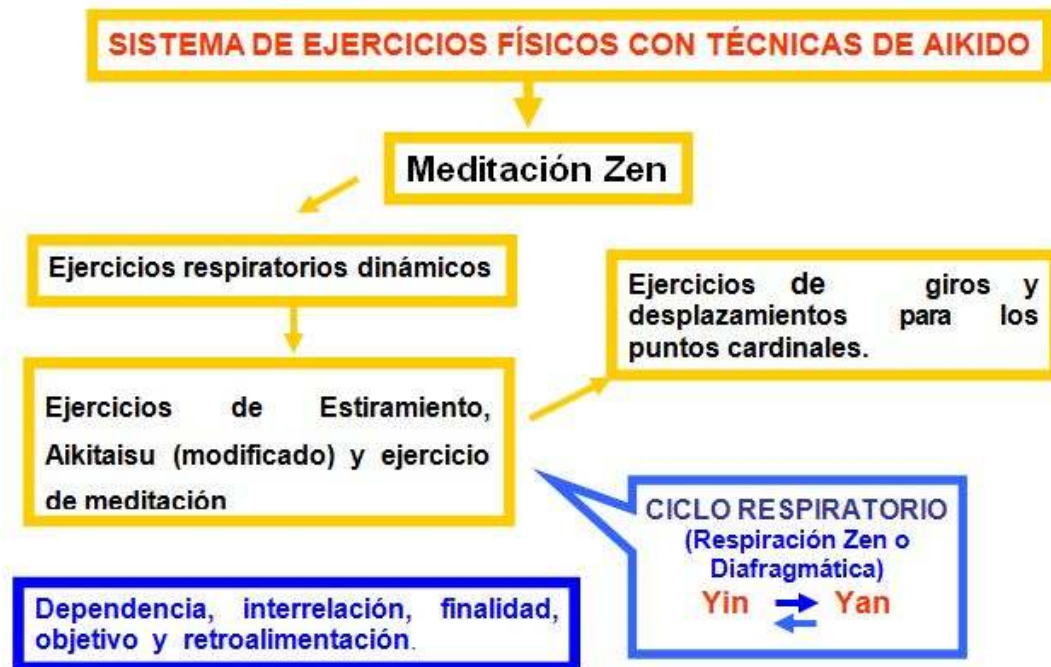 SISTEMA DE EJERCICIOS FÍSICOS CON TÉCNICAS DE AIKIDO
Meditación Zen
Ejercicios respiratorios dinámicos
Ejercicios de giros y
desplazamientos para los
puntos cardinales.
Ejercicios de Estiramiento,
Aikitaisu (modificado) y ejercicio
de meditación
CICLO RESPIRATORIO
(Respiración Zen o
Diafragmática)
Yin Yan
Dependencia, interrelación, finalidad,
objetivo y retroalimentación.